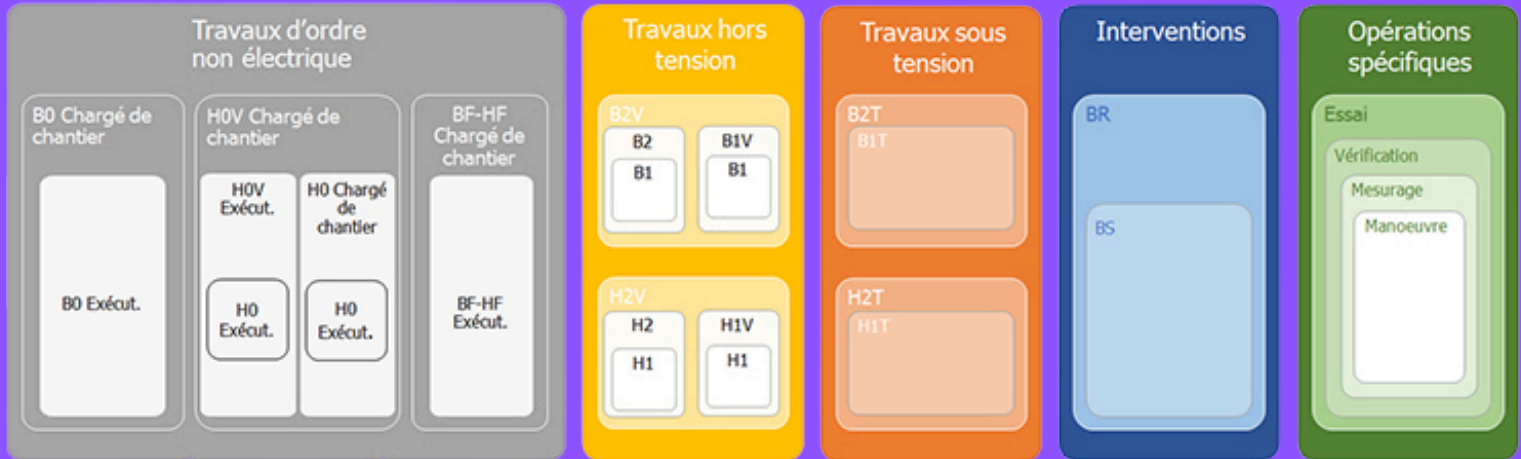 Travaux d'ordre
non électrique
B0 Chargé de
chantier
B0 Exécut.
H0V Chargé de
chantier
H0V
Exécut.
H0
Exécut.
H0 Chargé
de
chantier
H0
Exécut.
BF-HF
Chargé de
chantier
BF-HF
Exécut.
Travaux hors
tension
B2V
B2
B1
B1V
B1
H2V
H2
H1
H1V
H1
Travaux sous
tension
B2T
B1T
H2T
H1T
Interventions
BR
BS
Opérations
spécifiques
Essai
Vérification
Mesurage
Manoeuvre